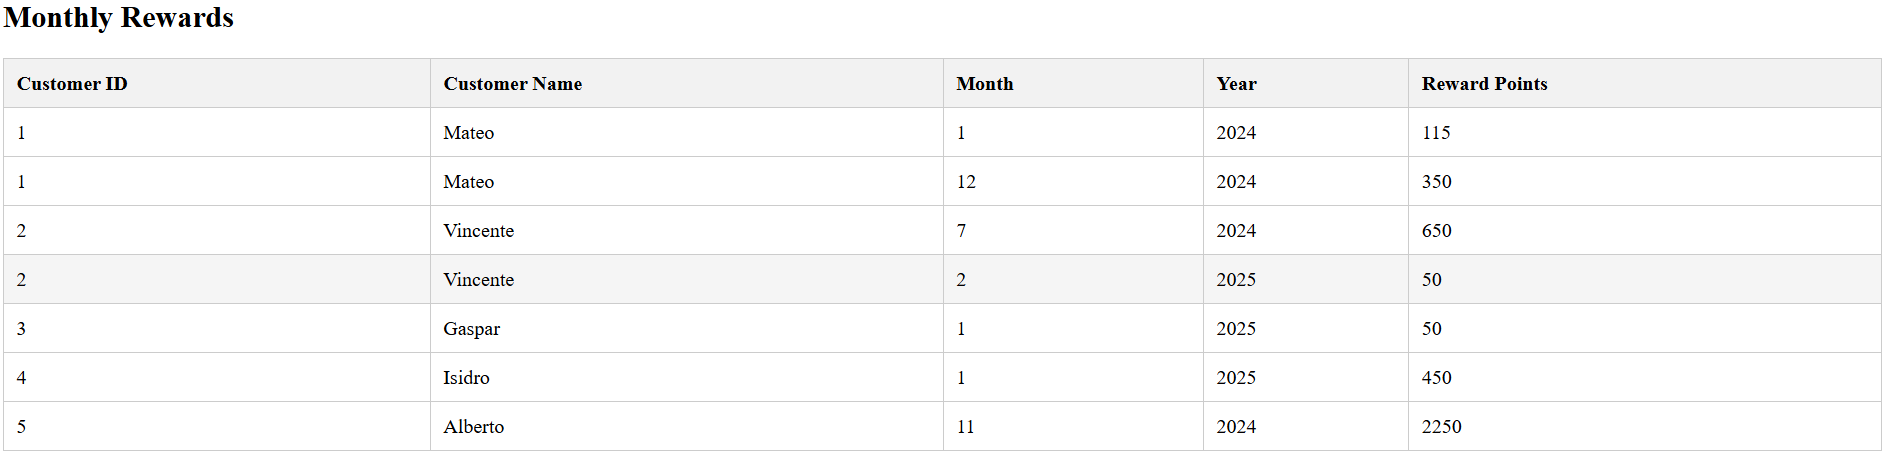 Monthly Rewards
Customer ID Customer Name Month Year Reward Points
1 Mateo 1 2024 115
1 Mateo 12 2024 350
2 Vincente 7 2024 650
2 Vincente 2 2025 50
3 Gaspar 1 2025 50
4 Isidro 1 2025 450
5 Alberto 11 2024 2250